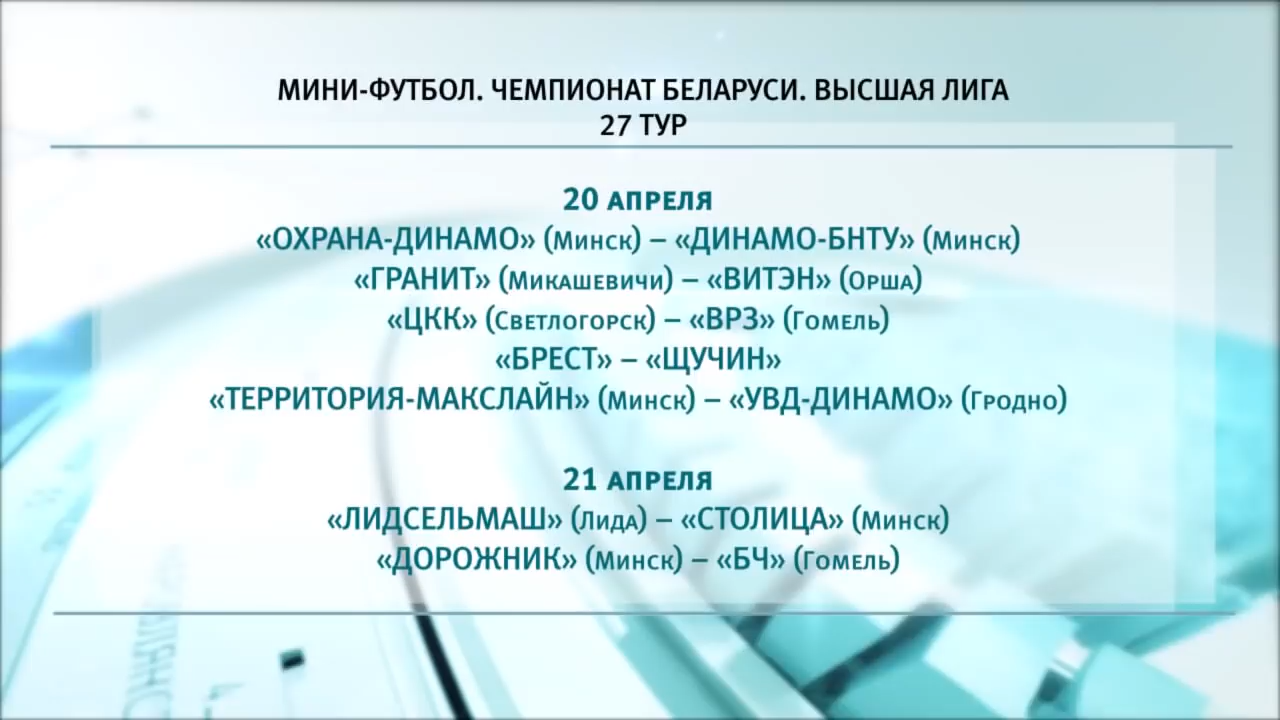 МИНИ-ФУТБОЛ. ЧЕМПИОНАТ БЕЛАРУСИ. ВЫСШАЯ ЛИГА
27 ТУР
20 АПРЕЛЯ
«ОХРАНА-ДИНАМО» (Минск) – «ДИНАМО-БНТУ» (Минск)
«ГРАНИТ» (Микашевичи) – «ВИТЭН» (Орша)
«ЦКК» (Светлогорск) – «ВРЗ» (Гомель)
«БРЕСТ» – «ЩУЧИН»
«ТЕРРИТОРИЯ-МАКСЛАЙН» (Минск) – «УВД-ДИНАМО» (Гродно)
21 АПРЕЛЯ
«ЛИДСЕЛЬМАШ» (Лида) – «СТОЛИЦА» (Минск)
«ДОРОЖНИК» (Минск) – «БЧ» (Гомель)